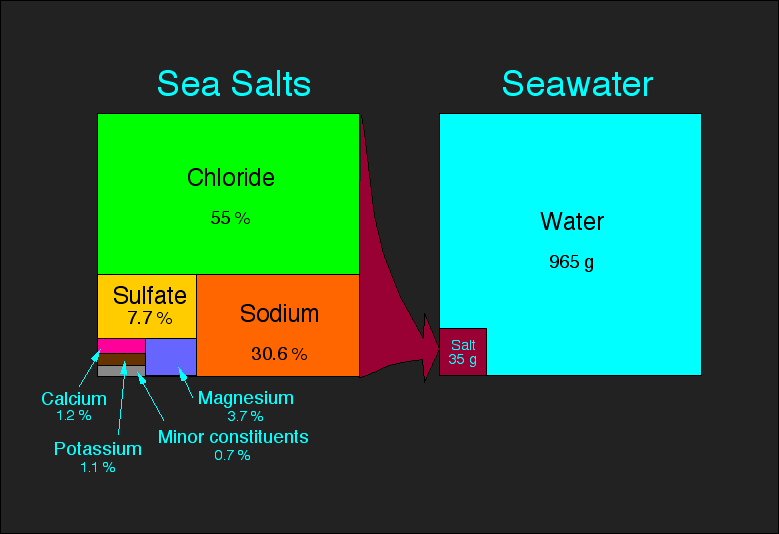 Sea Salts
Seawater
Chloride
55 %
Water
965 g
Sulfate
7.7 %
Sodium
30.6 %
Salt
35 g
Calcium
1.2 %
Magnesium
3.7 %
Potassium
1.1 %
Minor constituents
0.7 %